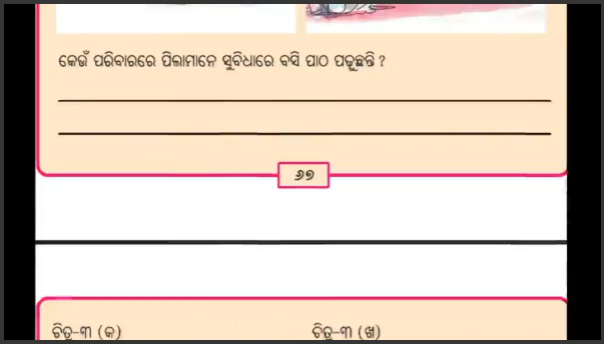 କେଉଁ ପରିବାରରେ ପିଲାମାନେ ସୁବିଧାରେ ବସି ପାଠ ପଢୁଛନ୍ତି ?
୬୭
ଚିତ୍ର-୩ (କ) ଚିତ୍ର-୩ (ଖ)